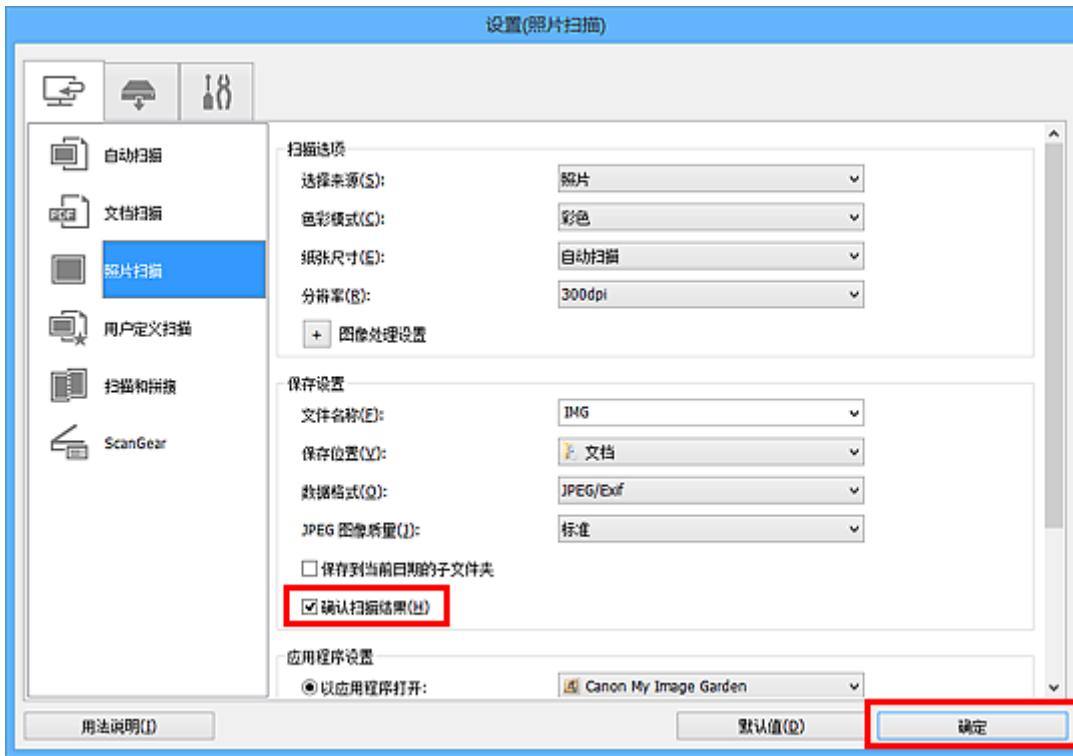 设置(照片扫描)
自动扫描
文档扫描
照片扫描
用户定义扫描
扫描和拼接
ScanGear
扫描选项
选择来源(S): 照片
色彩模式(C): 彩色
纸张尺寸(E): 自动扫描
分辨率(R): 300dpi
+ 图像处理设置
保存设置
文件名称(F): IMG
保存位置(V): 文档
数据格式(O): JPEG/Exif
JPEG 图像质量(J): 标准
保存到当前日期的子文件夹
确认扫描结果(H)
应用程序设置
以应用程序打开: Canon My Image Garden
用法说明(I) 默认值(D) 确定